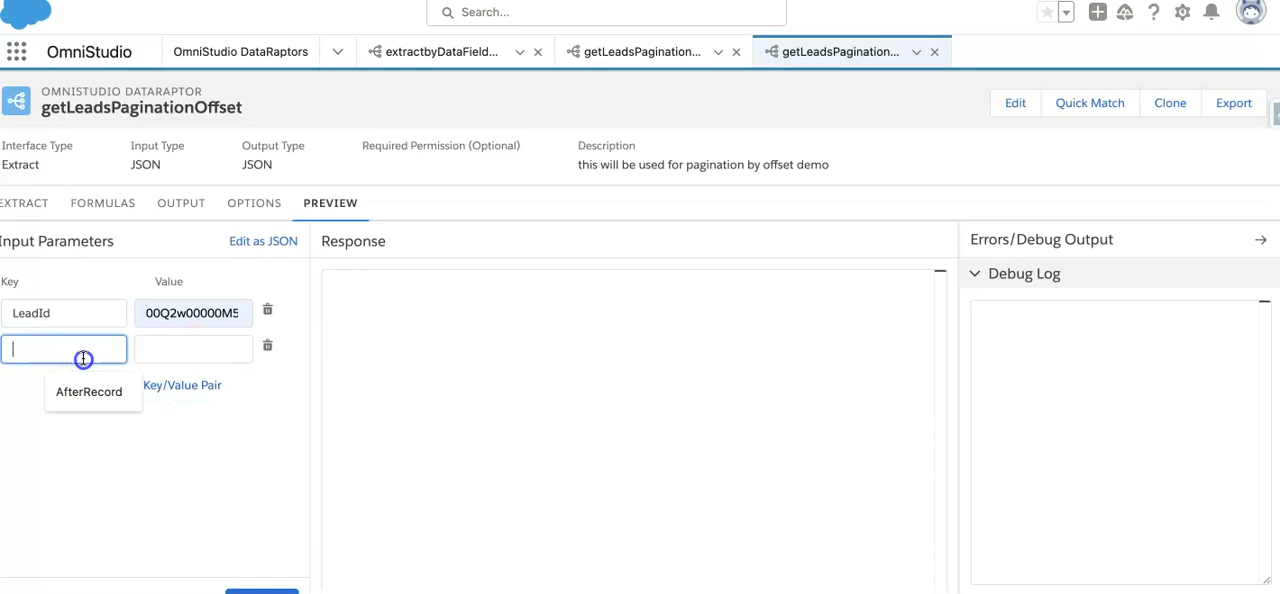 Search...
OmniStudio
OmniStudio DataRaptors
extractbyDataField...
getLeadsPagination...
getLeadsPagination...
OMNISTUDIO DATARAPTOR
getLeadsPaginationOffset
Edit
Quick Match
Clone
Export
Interface Type
Input Type
Output Type
Required Permission (Optional)
Description
Extract
JSON
JSON
this will be used for pagination by offset demo
EXTRACT
FORMULAS
OUTPUT
OPTIONS
PREVIEW
Input Parameters
Edit as JSON
Response
Errors/Debug Output
Key
Value
Debug Log
LeadId
00Q2w00000M5
AfterRecord
Key/Value Pair